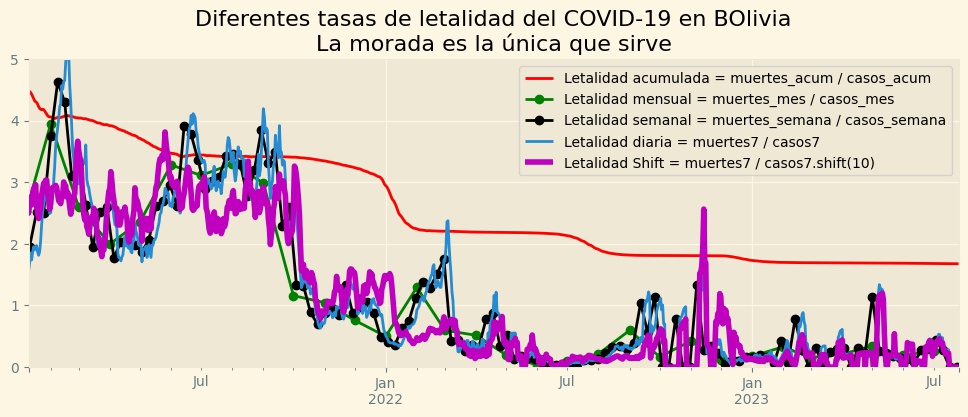 Diferentes tasas de letalidad del COVID-19 en BOlivia
La morada es la única que sirve
Letalidad acumulada = muertes_acum / casos_acum
Letalidad mensual = muertes_mes / casos_mes
Letalidad semanal = muertes_semana / casos_semana
Letalidad diaria = muertes7 / casos7
Letalidad Shift = muertes7 / casos7.shift(10)
5
4
3
2
1
0
Jul
Jan
2022
Jul
Jan
2023
Jul